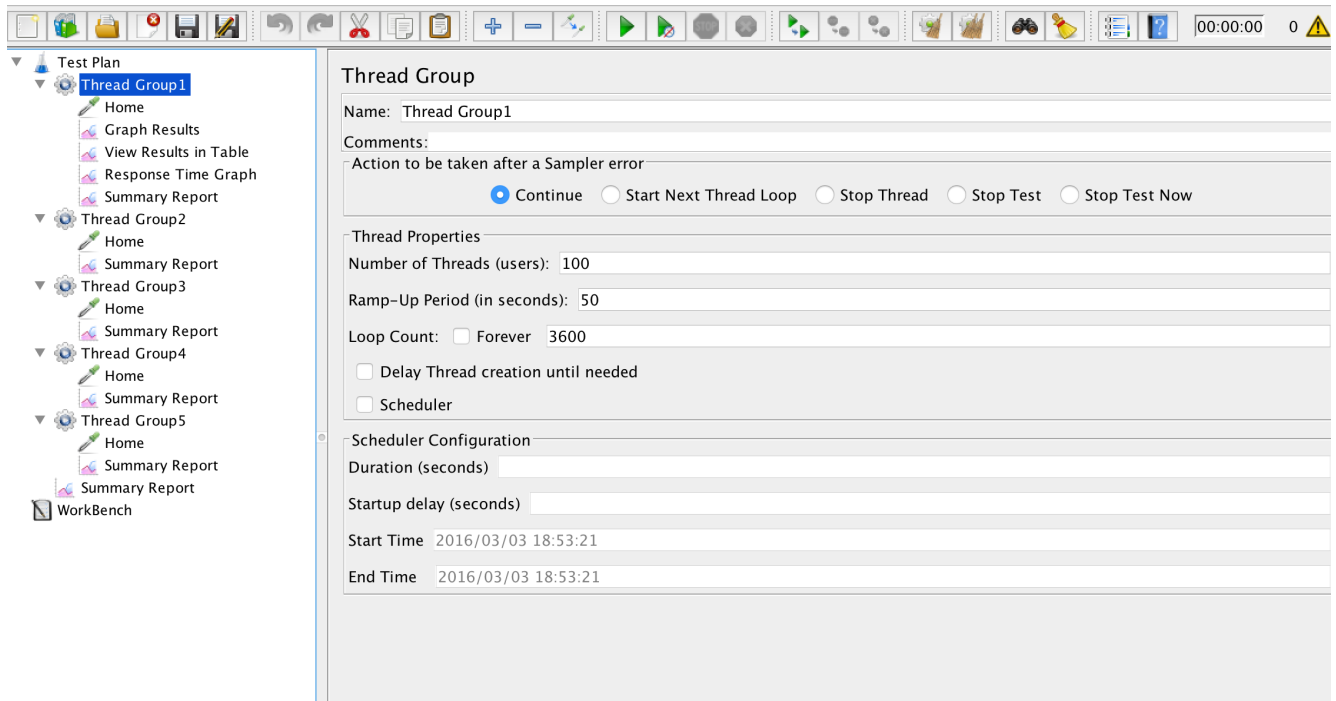 STOP
00:00:00 0
Test Plan
Thread Group1
Home
Graph Results
View Results in Table
Response Time Graph
Summary Report
Thread Group2
Home
Summary Report
Thread Group3
Home
Summary Report
Thread Group4
Home
Summary Report
Thread Group5
Home
Summary Report
Summary Report
WorkBench
Thread Group
Name: Thread Group1
Comments:
Action to be taken after a Sampler error
Continue Start Next Thread Loop Stop Thread Stop Test Stop Test Now
Thread Properties
Number of Threads (users): 100
Ramp-Up Period (in seconds): 50
Loop Count: Forever 3600
Delay Thread creation until needed
Scheduler
Scheduler Configuration
Duration (seconds)
Startup delay (seconds)
Start Time 2016/03/03 18:53:21
End Time 2016/03/03 18:53:21